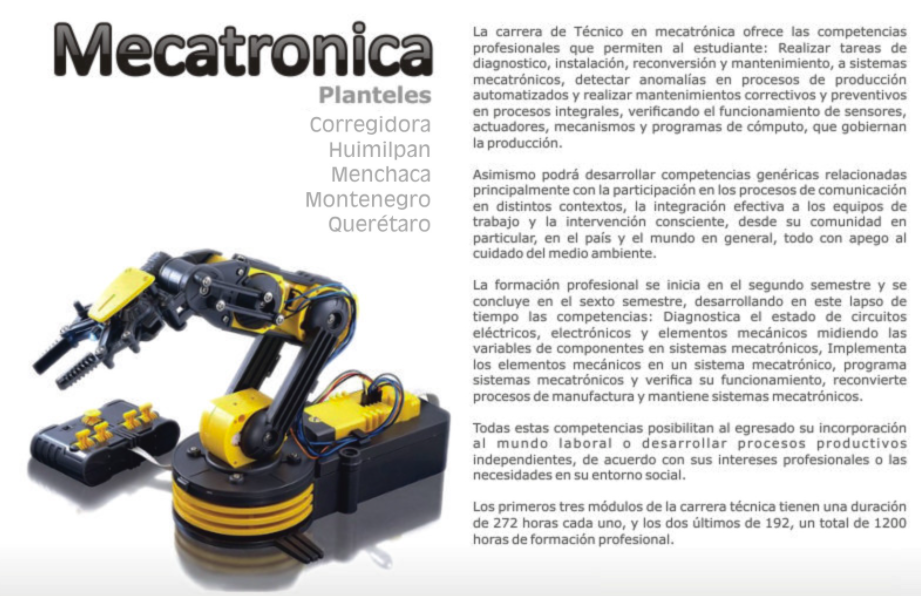 Mecatronica
Planteles
Corregidora
Huimilpan
Menchaca
Montenegro
Querétaro
La carrera de Técnico en mecatrónica ofrece las competencias
profesionales que permiten al estudiante: Realizar tareas de
diagnostico, instalación, reconversión y mantenimiento, a sistemas
mecatrónicos, detectar anomalías en procesos de producción
automatizados y realizar mantenimientos correctivos y preventivos
en procesos integrales, verificando el funcionamiento de sensores,
actuadores, mecanismos y programas de cómputo, que gobiernan
la producción.
Asimismo podrá desarrollar competencias genéricas relacionadas
principalmente con la participación en los procesos de comunicación
en distintos contextos, la integración efectiva a los equipos de
trabajo y la intervención consciente, desde su comunidad en
particular, en el país y el mundo en general, todo con apego al
cuidado del medio ambiente.
La formación profesional se inicia en el segundo semestre y se
concluye en el sexto semestre, desarrollando en este lapso de
tiempo las competencias: Diagnostica el estado de circuitos
eléctricos, electrónicos y elementos mecánicos midiendo las
variables de componentes en sistemas mecatrónicos, Implementa
los elementos mecánicos en un sistema mecatrónico, programa
sistemas mecatrónicos y verifica su funcionamiento, reconvierte
procesos de manufactura y mantiene sistemas mecatrónicos.
Todas estas competencias posibilitan al egresado su incorporación
al mundo laboral o desarrollar procesos productivos
independientes, de acuerdo con sus intereses profesionales o las
necesidades en su entorno social.
Los primeros tres módulos de la carrera técnica tienen una duración
de 272 horas cada uno, y los dos últimos de 192, un total de 1200
horas de formación profesional.